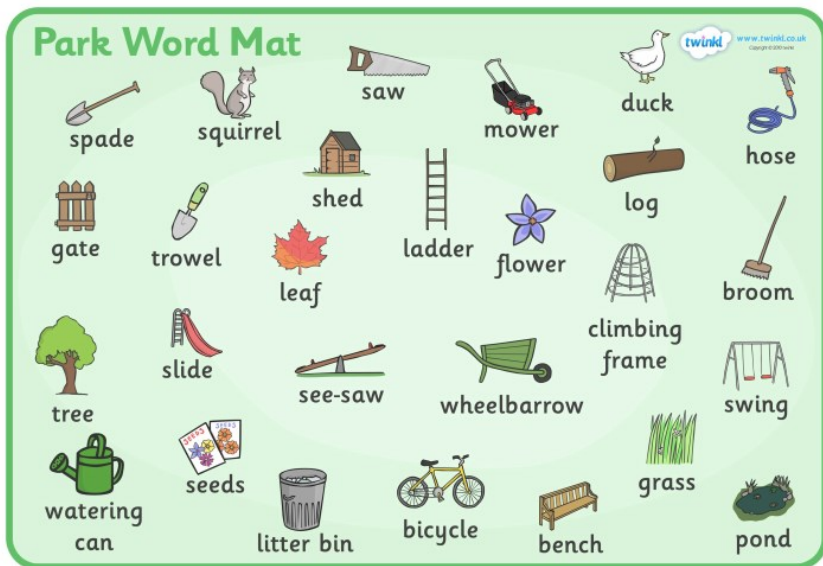 Park Word Mat
twinkl
www.twinkl.co.uk
saw
duck
spade
squirrel
mower
hose
shed
log
gate
trowel
ladder
flower
leaf
broom
climbing
frame
slide
see-saw
wheelbarrow
swing
tree
SEEDS
SEEDS
seeds
grass
watering
can
litter bin
bicycle
bench
pond